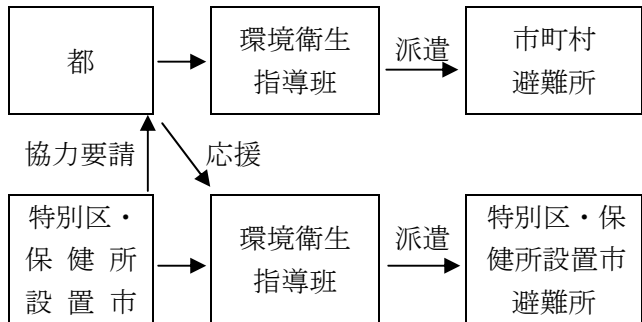 都
環境衛生
指導班
派遣
市町村
避難所
協力要請
応援
特別区・
保健所
設置市
環境衛生
指導班
派遣
特別区・保
健所設置市
避難所